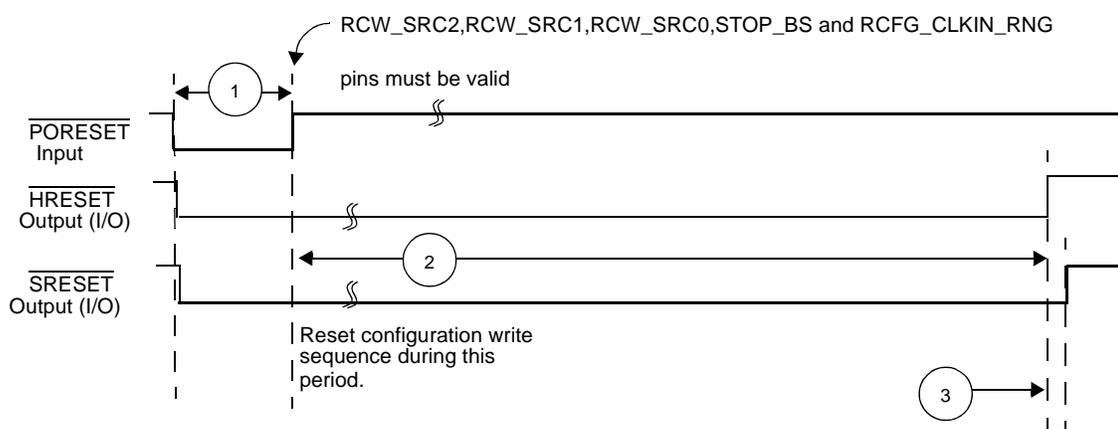 RCW_SRC2,RCW_SRC1,RCW_SRC0,STOP_BS and RCFG_CLKIN_RNG
pins must be valid
1
PORESET
Input
HRESET
Output (I/O)
2
SRESET
Output (I/O)
Reset configuration write
sequence during this
period.
3